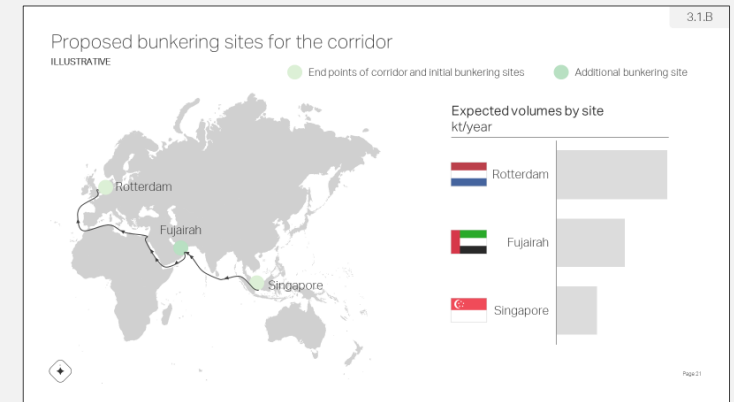 3.1.B
Proposed bunkering sites for the corridor
ILLUSTRATIVE
End points of corridor and initial bunkering sites
Additional bunkering site
Rotterdam
Fujairah
Singapore
Expected volumes by site
kt/year
Rotterdam
Fujairah
Singapore
Page 21